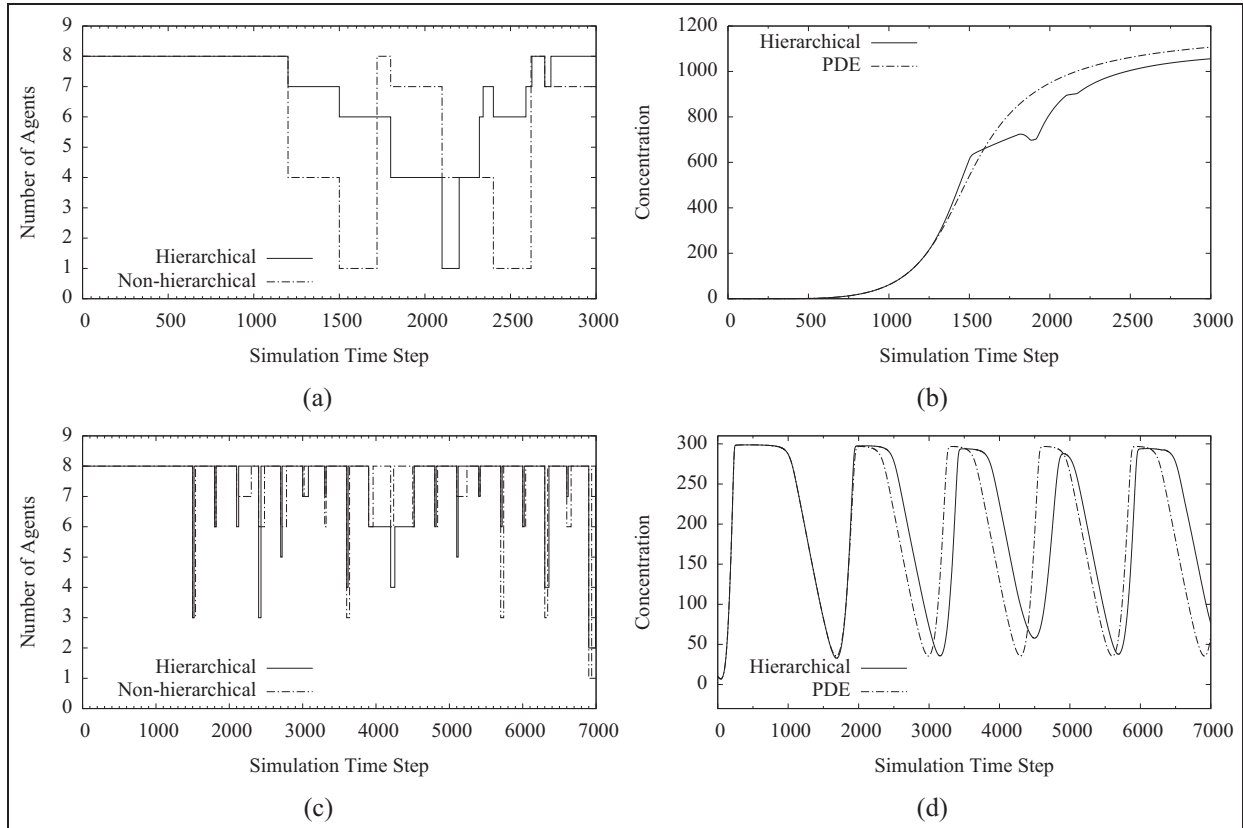 9
8
7
6
5
4
3
2
1
0
Number of Agents
Hierarchical
Non-hierarchical
0 500 1000 1500 2000 2500 3000
Simulation Time Step
(a)
1200
1000
800
600
400
200
0
Concentration
Hierarchical
PDE
0 500 1000 1500 2000 2500 3000
Simulation Time Step
(b)
9
8
7
6
5
4
3
2
1
0
Number of Agents
Hierarchical
Non-hierarchical
0 1000 2000 3000 4000 5000 6000 7000
Simulation Time Step
(c)
300
250
200
150
100
50
0
Concentration
Hierarchical
PDE
0 1000 2000 3000 4000 5000 6000 7000
Simulation Time Step
(d)